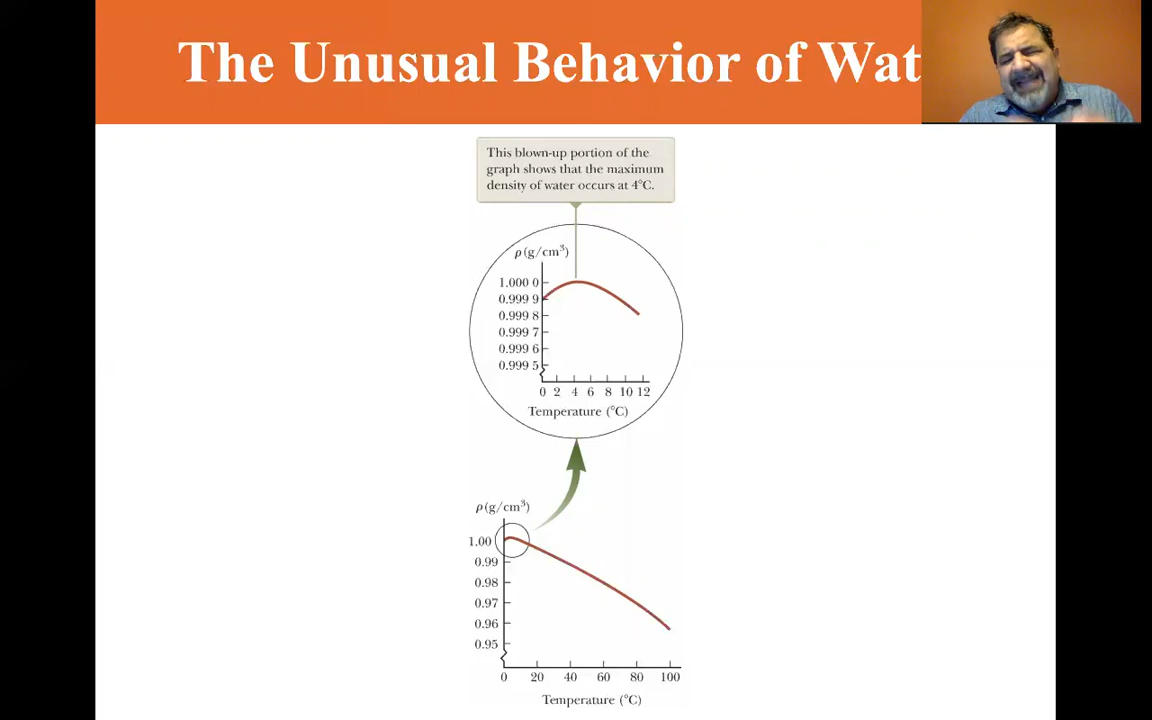 The Unusual Behavior of Wat
This blown-up portion of the
graph shows that the maximum
density of water occurs at 4°C.
ρ(g/cm³)
1.000 0
0.999 9
0.999 8
0.999 7
0.999 6
0.999 5
0 2 4 6 8 10 12
Temperature (°C)
ρ(g/cm³)
1.00
0.99
0.98
0.97
0.96
0.95
0 20 40 60 80 100
Temperature (°C)